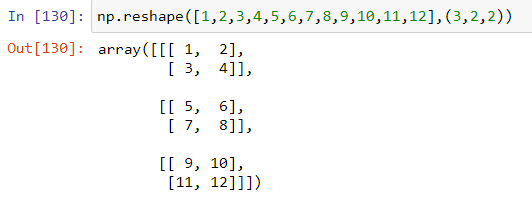 In [130]: np.reshape([1,2,3,4,5,6,7,8,9,10,11,12],(3,2,2))
Out[130]: array([[[ 1,  2],
        [ 3,  4]],
       [[ 5,  6],
        [ 7,  8]],
       [[ 9, 10],
        [11, 12]]])